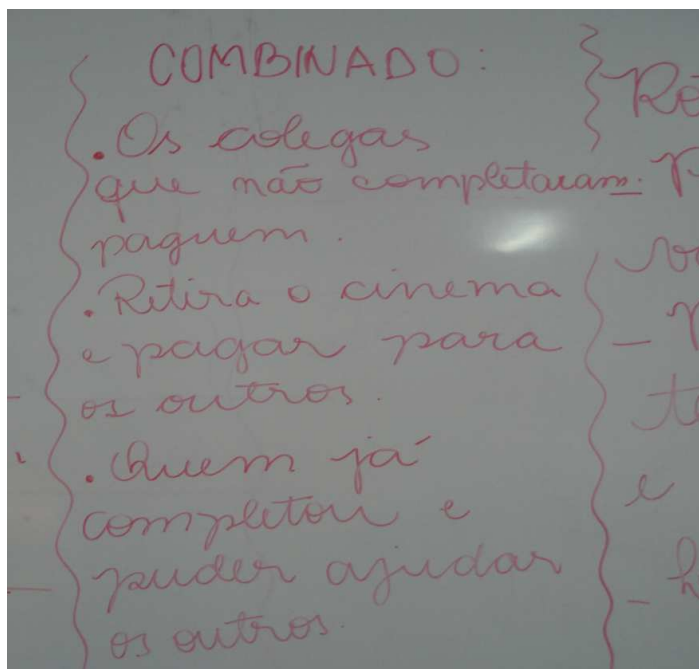 COMBINADO:
. Os colegas
que não completaram
paguem.
. Retira o cinema
e pagar para
os outros.
. Quem já
completou e
puder ajudar
os outros.